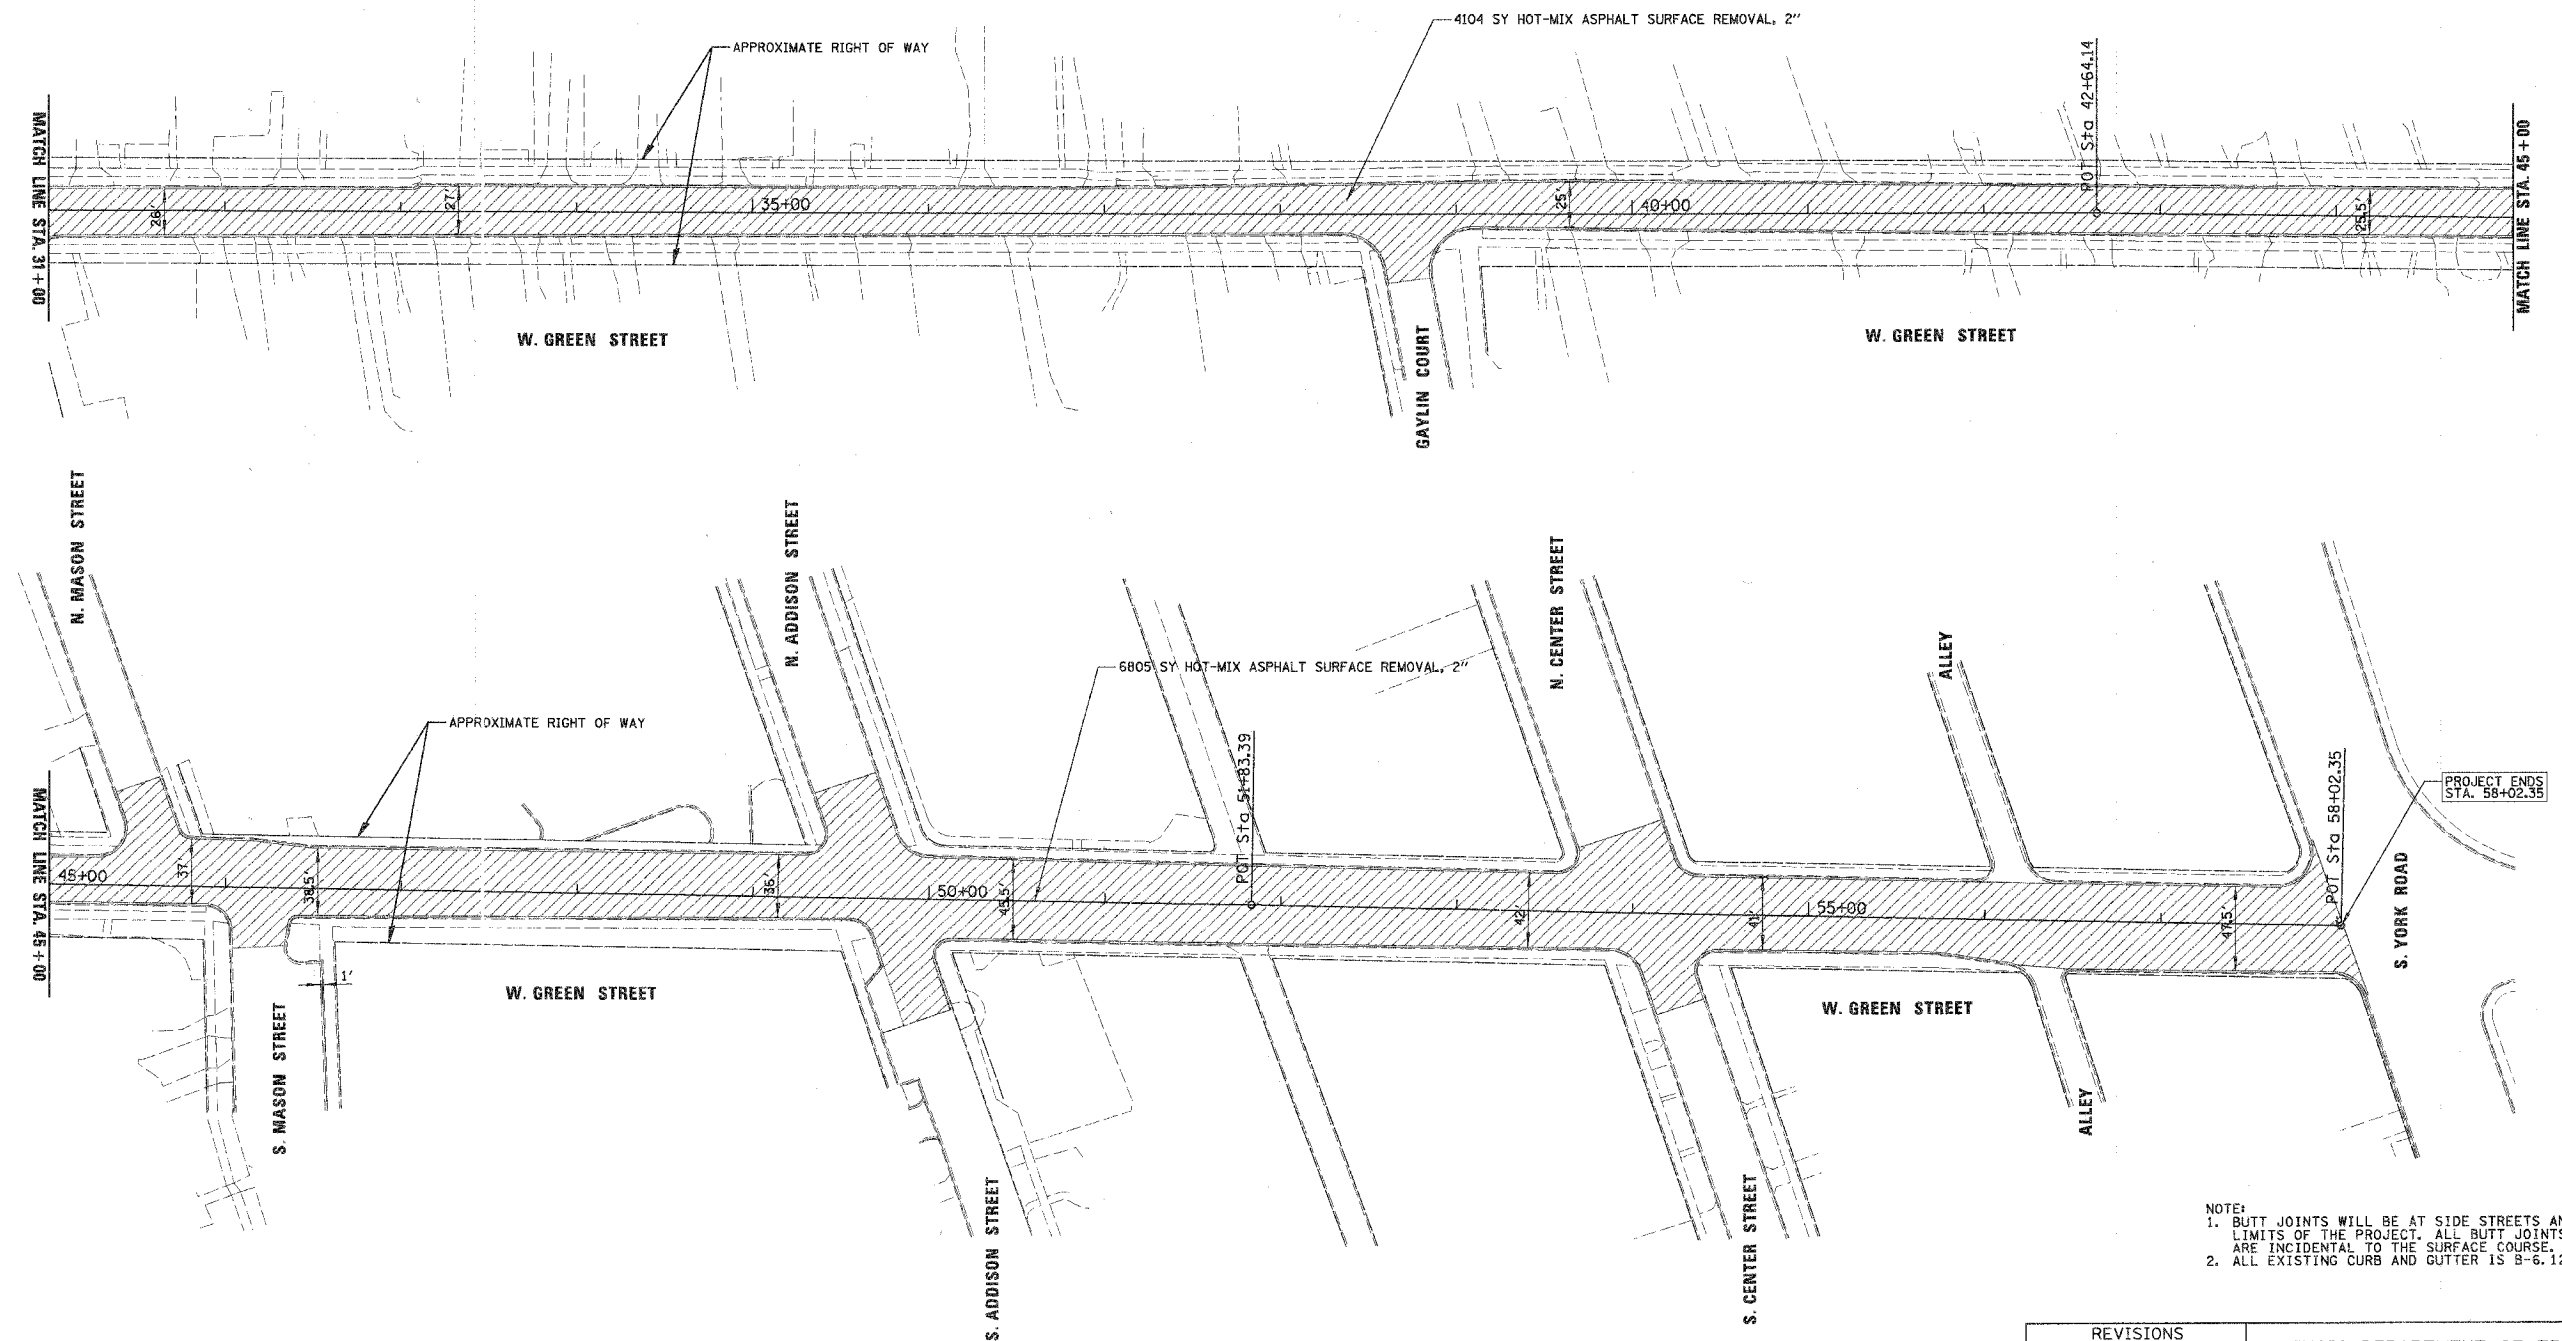 4104 SY HOT-MIX ASPHALT SURFACE REMOVAL, 2"
APPROXIMATE RIGHT OF WAY
POT Sta 42+64.14
MATCH LINE STA. 31+00
MATCH LINE STA. 45+00
27'
35+00
25'
40+00
25.5'
W. GREEN STREET
GAYLIN COURT
W. GREEN STREET
N. MASON STREET
N. ADDISON STREET
N. CENTER STREET
ALLEY
6805 SY HOT-MIX ASPHALT SURFACE REMOVAL, 2"
APPROXIMATE RIGHT OF WAY
POT Sta 51+83.39
POT Sta 58+02.35
PROJECT ENDS
STA. 58+02.35
MATCH LINE STA. 45+00
45+00
37'
38.5'
36'
50+00
45.5'
42'
41'
55+00
47.5'
S. YORK ROAD
1'
W. GREEN STREET
W. GREEN STREET
S. MASON STREET
S. ADDISON STREET
S. CENTER STREET
ALLEY
NOTE:
1. BUTT JOINTS WILL BE AT SIDE STREETS
LIMITS OF THE PROJECT. ALL BUTT JOINTS
ARE INCIDENTAL TO THE SURFACE COURSE.
2. ALL EXISTING CURB AND GUTTER IS B-6.12
REVISIONS